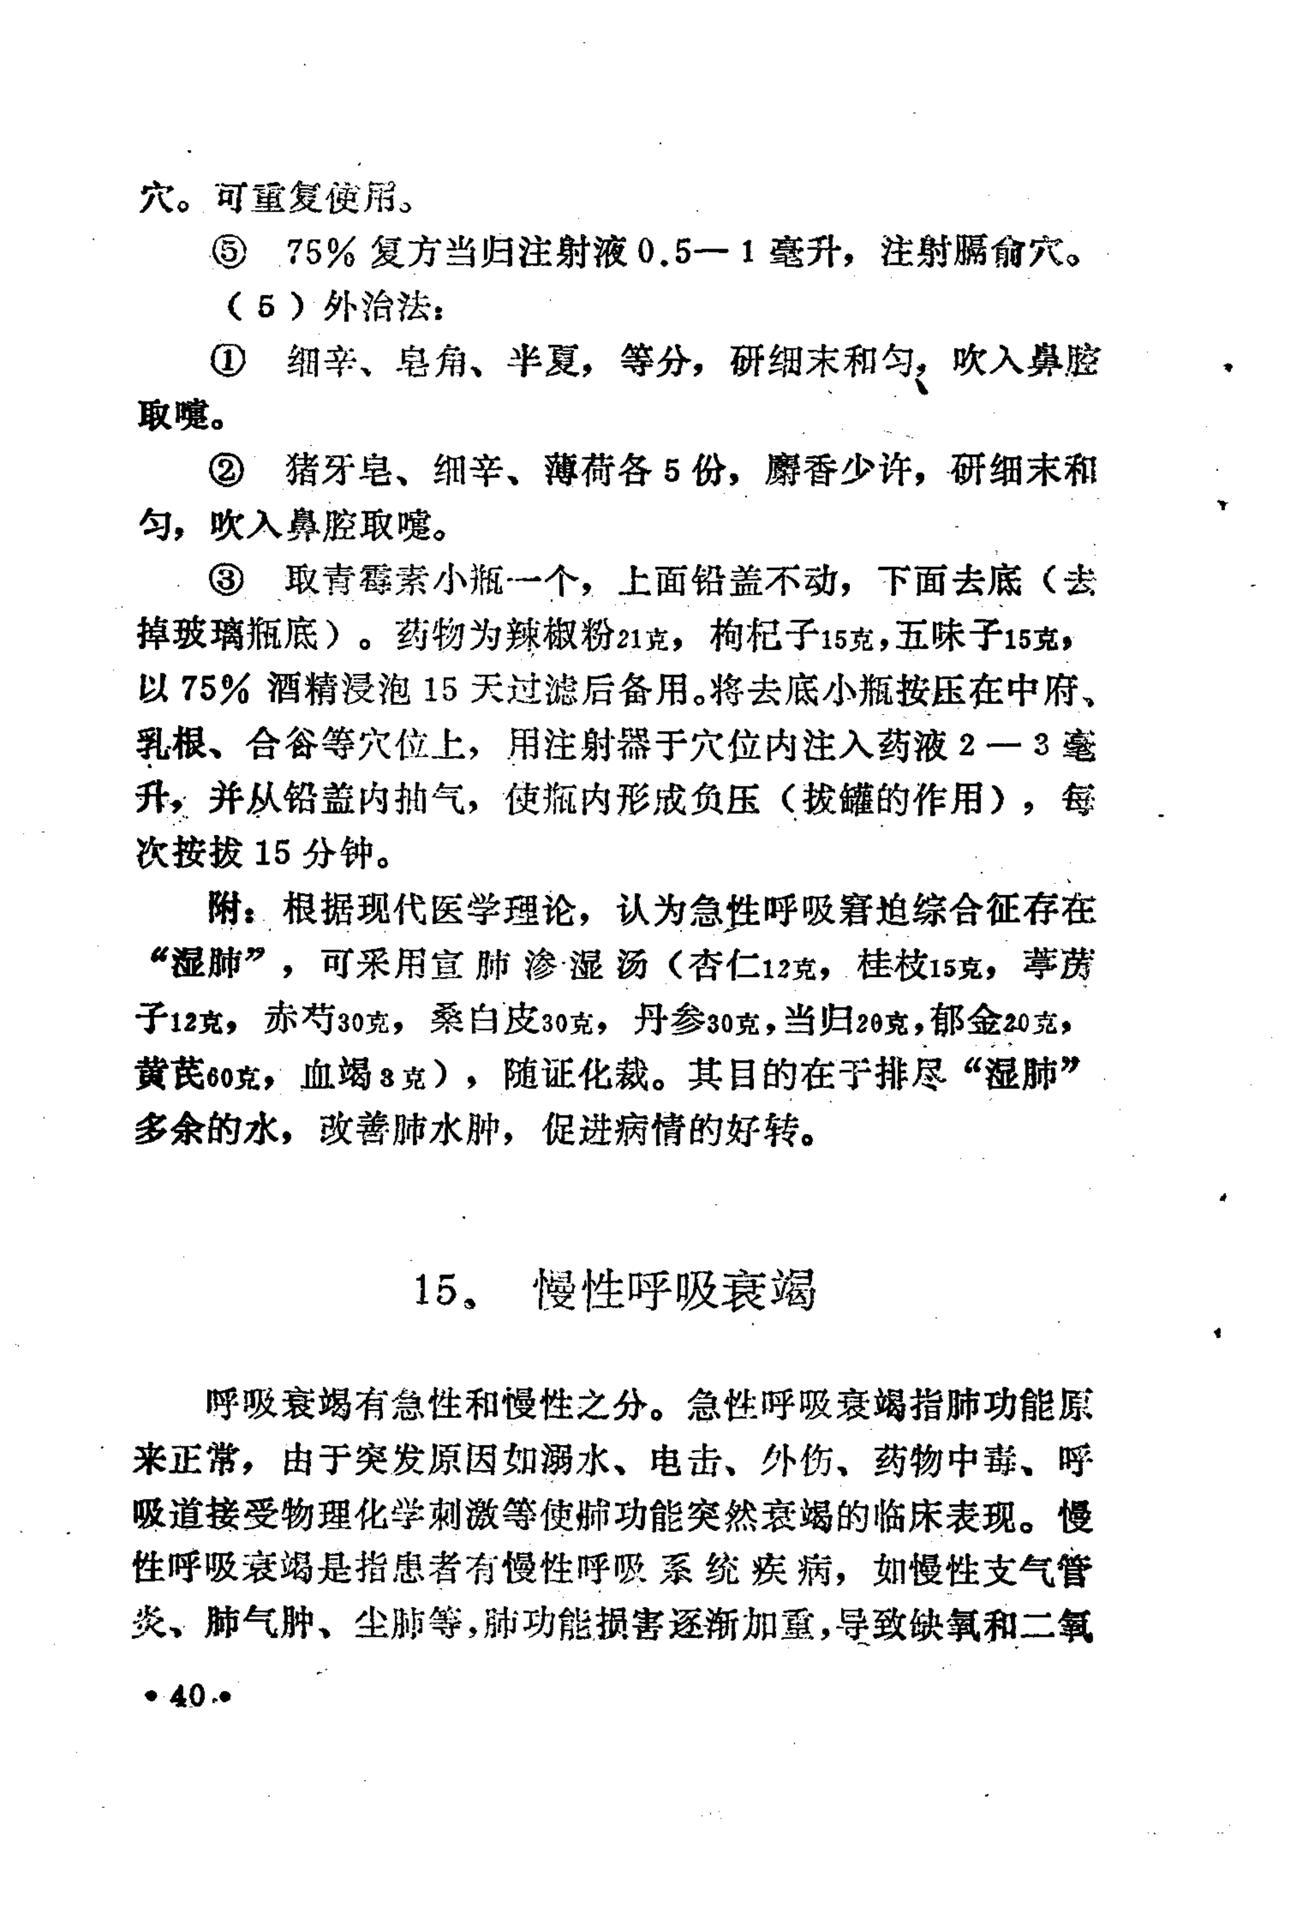 穴。可重复使用。
⑤ 75%复方当归注射液0.5—1毫升，注射膈俞穴。
（5）外治法：
① 细辛、皂角、半夏，等分，研细末和匀，吹入鼻腔
取嚏。
② 猪牙皂、细辛、薄荷各5份，麝香少许，研细末和
匀，吹入鼻腔取嚏。
③ 取青霉素小瓶一个，上面铅盖不动，下面去底（去
掉玻璃瓶底）。药物为辣椒粉21克，枸杞子15克，五味子15克，
以75%酒精浸泡15天过滤后备用。将去底小瓶按压在中府、
乳根、合谷等穴位上，用注射器于穴位内注入药液2—3毫
升，并从铅盖内抽气，使瓶内形成负压（拔罐的作用），每
次按拔15分钟。
附：根据现代医学理论，认为急性呼吸窘迫综合征存在
“湿肺”，可采用宣肺渗湿汤（杏仁12克，桂枝15克，葶苈
子12克，赤芍30克，桑白皮30克，丹参30克，当归20克，郁金20克，
黄芪60克，血竭3克），随证化裁。其目的在于排尽“湿肺”
多余的水，改善肺水肿，促进病情的好转。
15、 慢性呼吸衰竭
呼吸衰竭有急性和慢性之分。急性呼吸衰竭指肺功能原
来正常，由于突发原因如溺水、电击、外伤、药物中毒、呼
吸道接受物理化学刺激等使肺功能突然衰竭的临床表现。慢
性呼吸衰竭是指患者有慢性呼吸系统疾病，如慢性支气管
炎、肺气肿、尘肺等，肺功能损害逐渐加重，导致缺氧和二氧
•40•